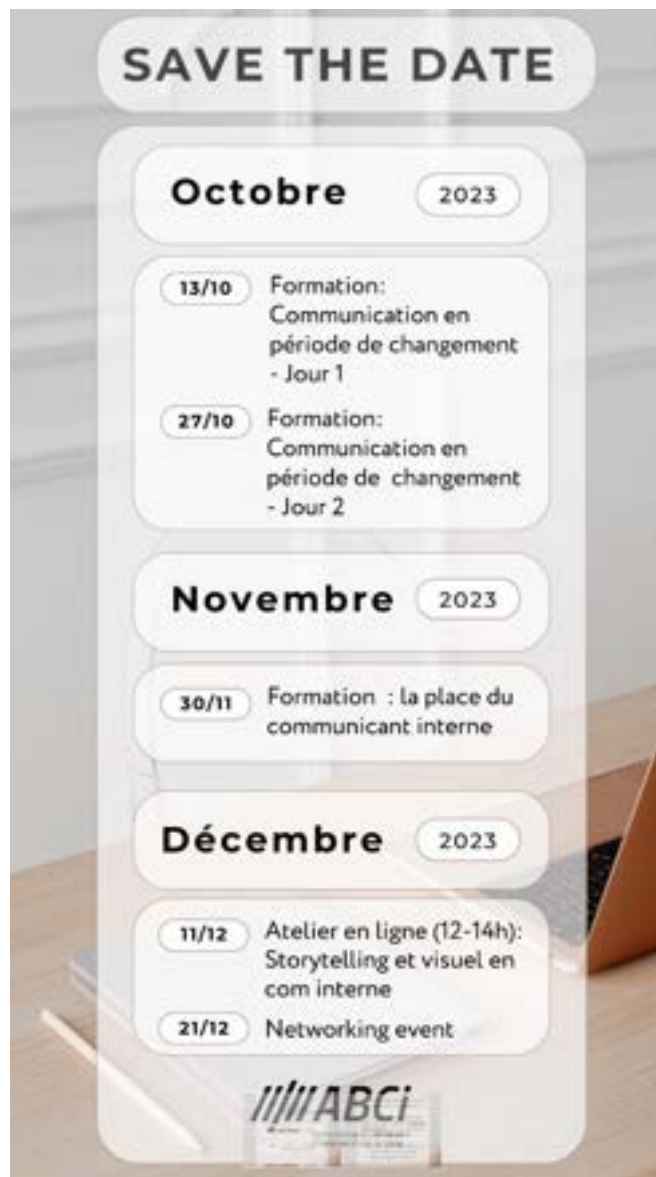 SAVE THE DATE
Octobre 2023
13/10 Formation:
Communication en
période de changement
- Jour 1
27/10 Formation:
Communication en
période de changement
- Jour 2
Novembre 2023
30/11 Formation : la place du
communicant interne
Décembre 2023
11/12 Atelier en ligne (12-14h):
Storytelling et visuel en
com interne
21/12 Networking event
ABCi